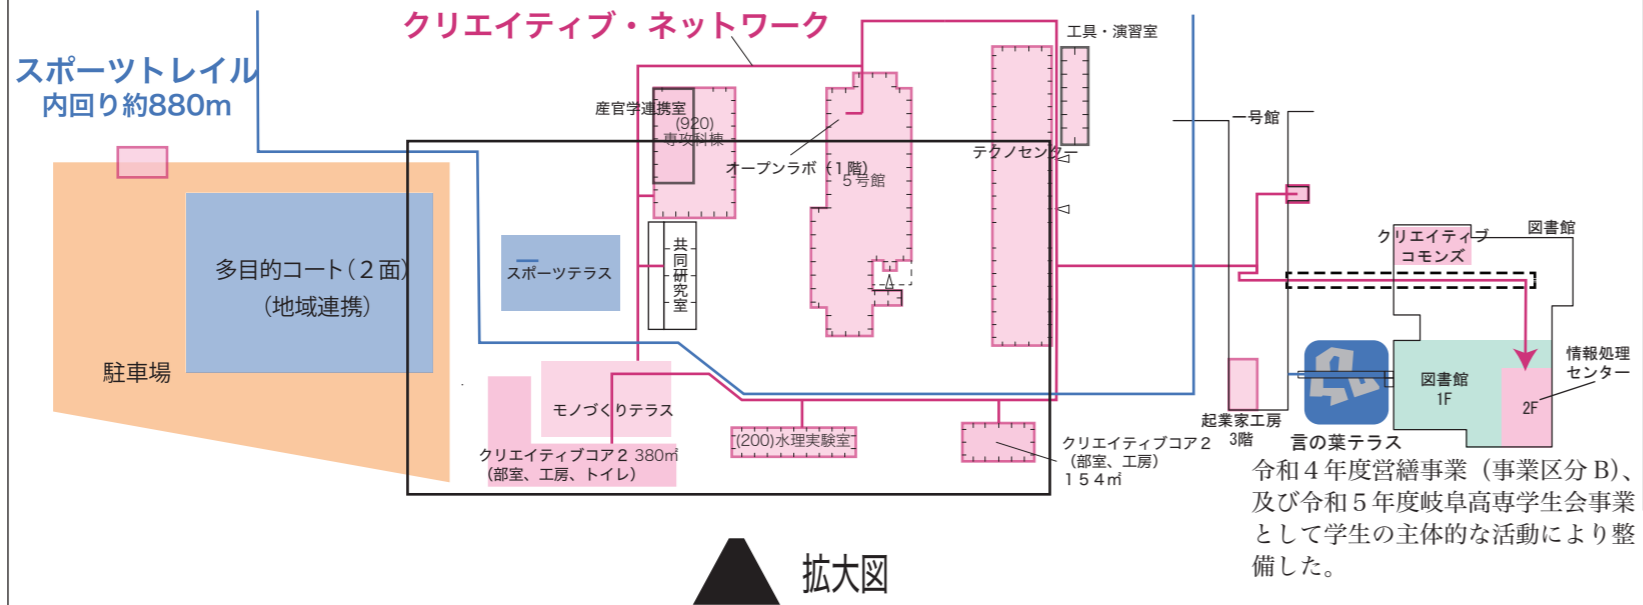 クリエイティブ・ネットワーク
工具・演習室
スポーツトレイル
内回り約880m
産官学連携室
(920)
専攻科棟
一号館
テクノセンター
オープンラボ（1階）
５号館
図書館
クリエイティブ
コモンズ
多目的コート（２面）
（地域連携）
スポーツテラス
共同研究室
駐車場
情報処理
センター
図書館
1F
2F
モノづくりテラス
起業家工房
3階
言の葉テラス
(200)水理実験室
クリエイティブコア２
（部室、工房）
１５４㎡
クリエイティブコア２ 380㎡
（部室、工房、トイレ）
令和４年度営繕事業（事業区分 B）、
及び令和５年度岐阜高専学生会事業
として学生の主体的な活動により整
備した。
拡大図